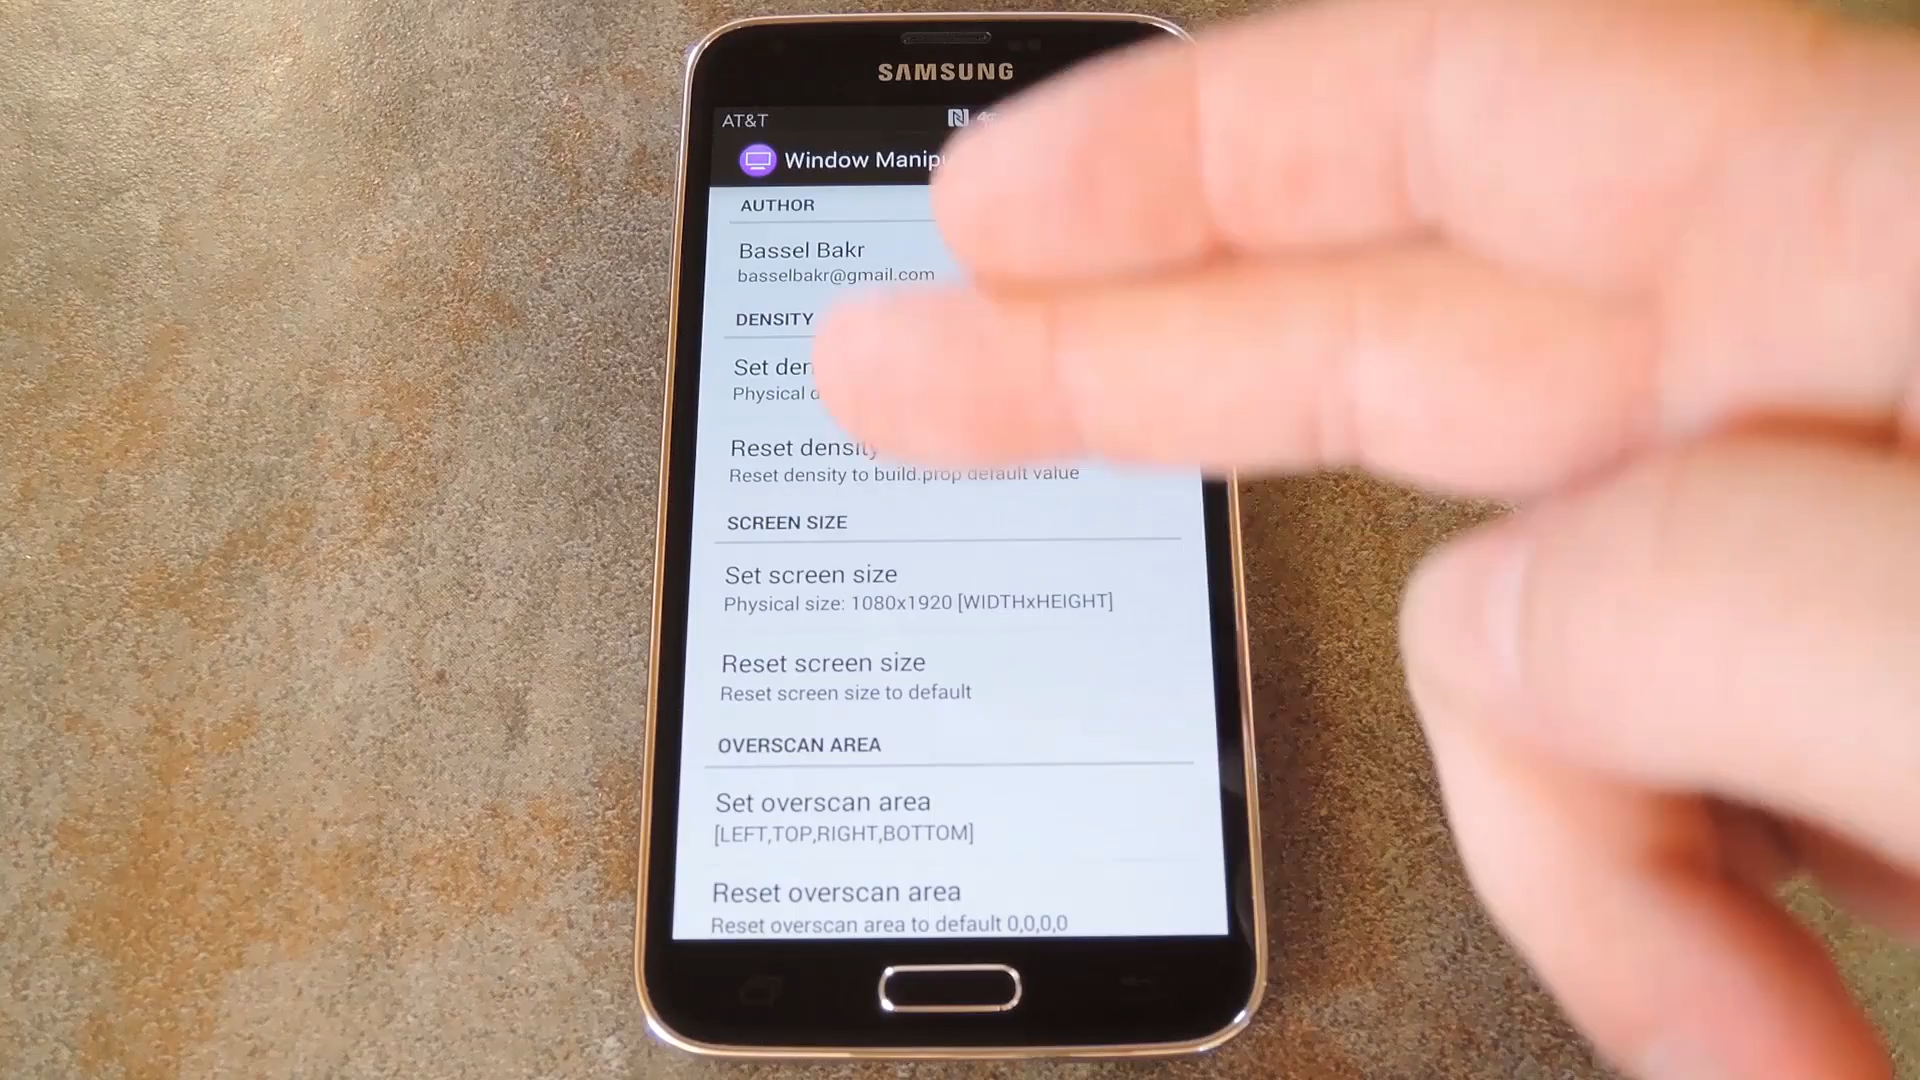 SAMSUNG
AT&T
Window
AUTHOR
Bassel Bakr
basselbakr@gmail.com
DENSITY
Set
Physical
Reset density
Reset density to build.prop default value
SCREEN SIZE
Set screen size
Physical size: 1080x1920 [WIDTHxHEIGHT]
Reset screen size
Reset screen size to default
OVERSCAN AREA
Set overscan area
[LEFT,TOP,RIGHT,BOTTOM]
Reset overscan area
Reset overscan area to default 0,0,0,0